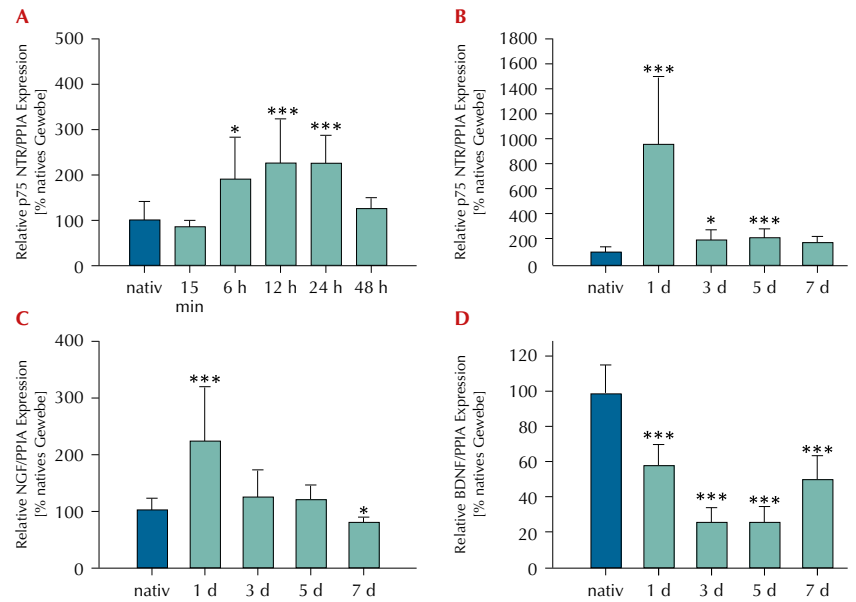 A
Relative p75 NTR/PPIA Expression
[% natives Gewebe]
500
400
300
200
100
0
*
***
***
nativ
15
min
6 h
12 h
24 h
48 h
B
Relative p75 NTR/PPIA Expression
[% natives Gewebe]
1800
1600
1400
1200
1000
800
600
400
200
0
***
*
***
nativ
1 d
3 d
5 d
7 d
C
Relative NGF/PPIA Expression
[% natives Gewebe]
400
300
200
100
0
***
*
nativ
1 d
3 d
5 d
7 d
D
Relative BDNF/PPIA Expression
[% natives Gewebe]
120
100
80
60
40
20
0
***
***
***
***
nativ
1 d
3 d
5 d
7 d